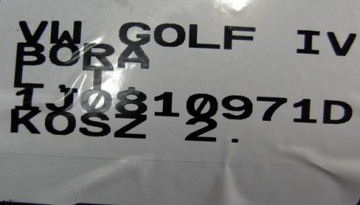 VW GOLF IV
BORA
L T
1J0810971D
KOSZ 2.